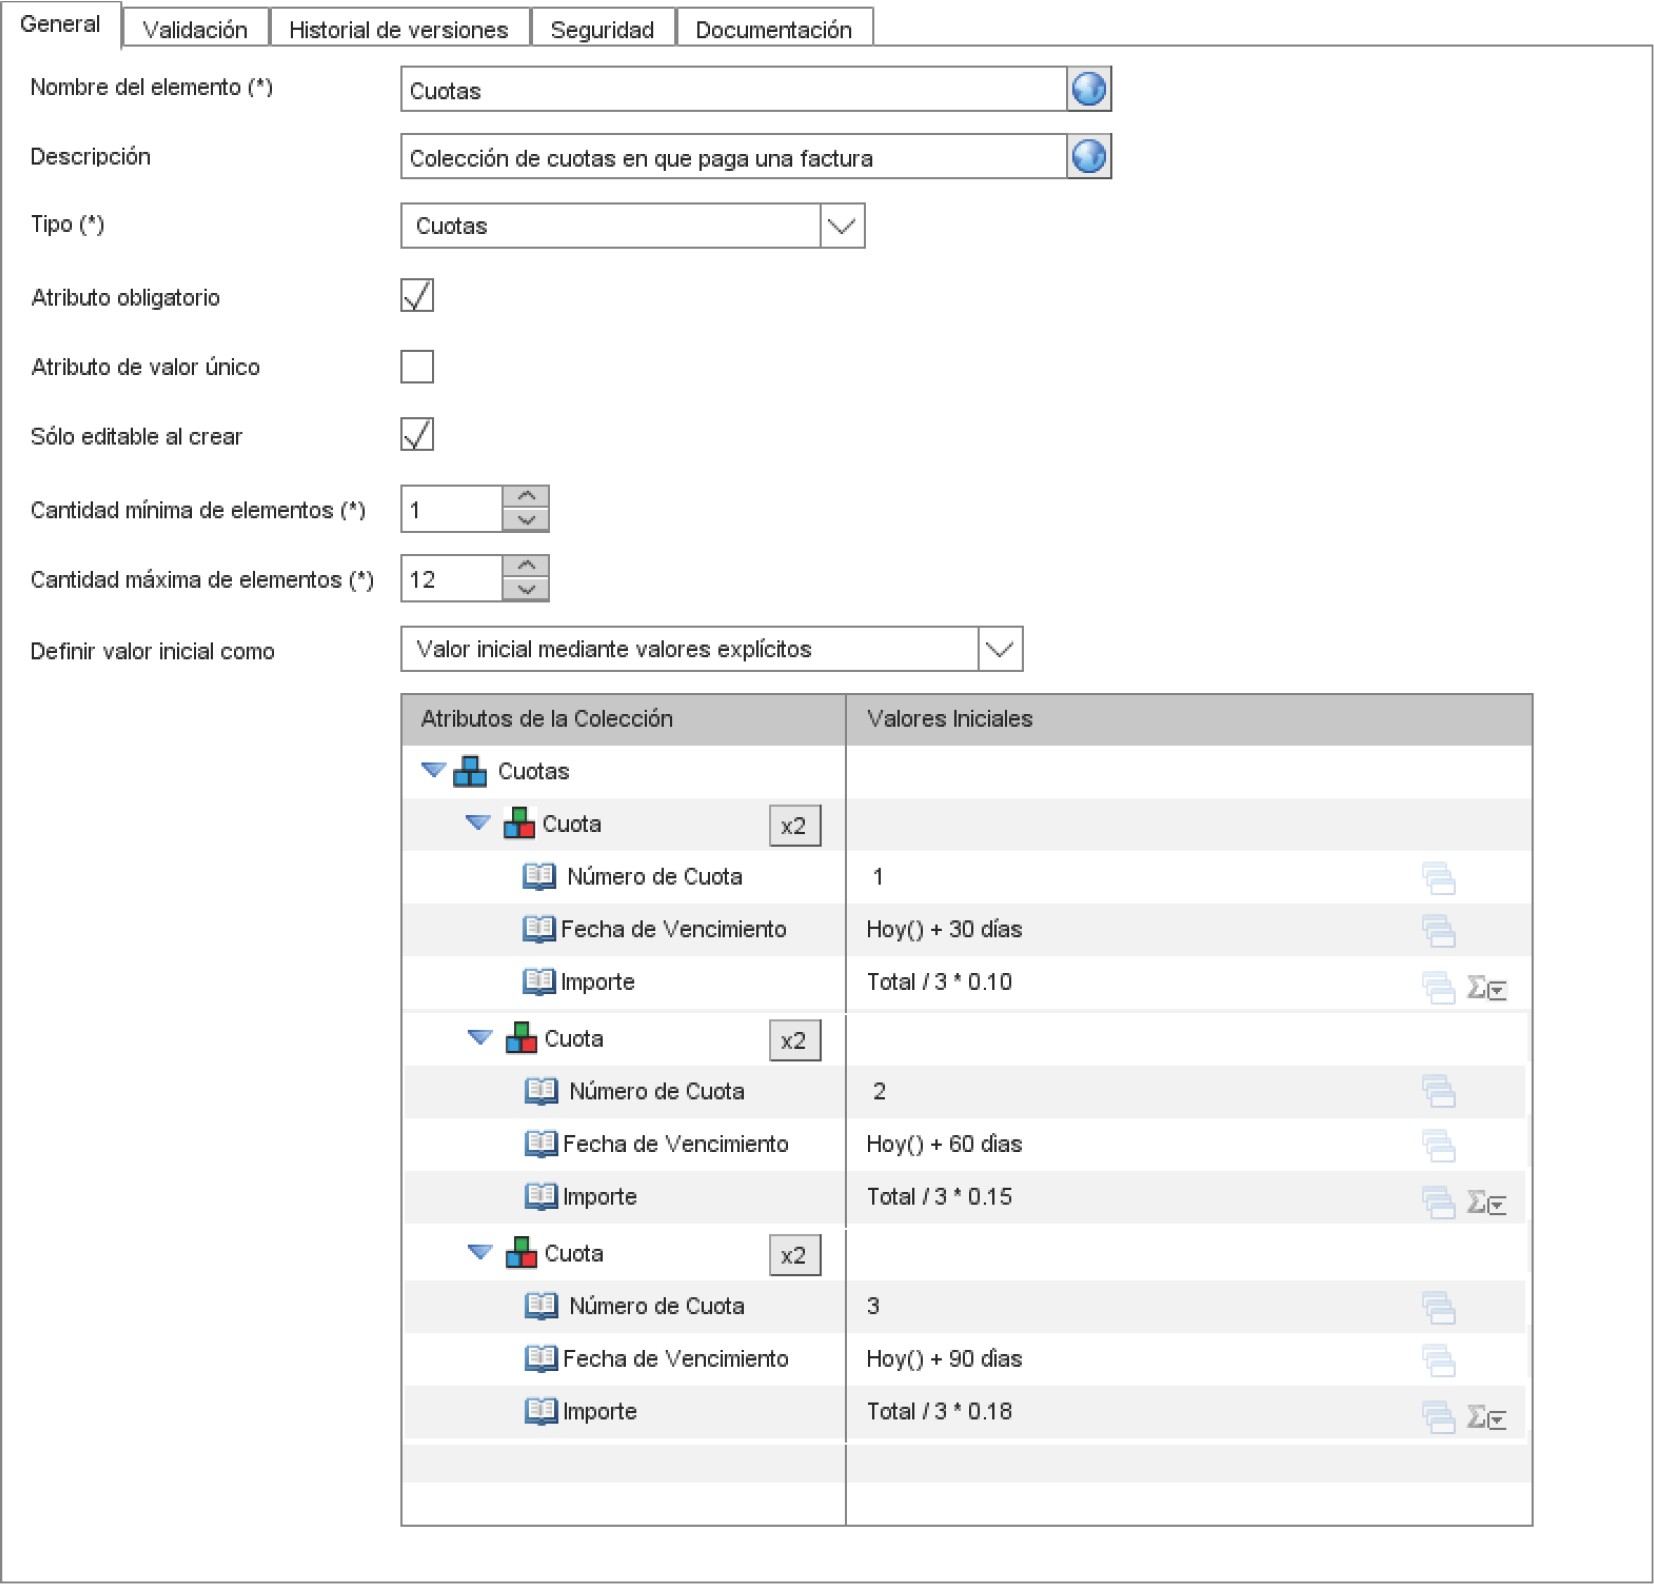 General
Validación
Historial de versiones
Seguridad
Documentación
Nombre del elemento (*)
Cuotas
Descripción
Colección de cuotas en que paga una factura
Tipo (*)
Cuotas
Atributo obligatorio
Atributo de valor único
Sólo editable al crear
Cantidad mínima de elementos (*)
1
Cantidad máxima de elementos (*)
12
Definir valor inicial como
Valor inicial mediante valores explícitos
Atributos de la Colección
Valores Iniciales
Cuotas
Cuota
x2
Número de Cuota
1
Fecha de Vencimiento
Hoy() + 30 días
Importe
Total / 3 * 0.10
Cuota
x2
Número de Cuota
2
Fecha de Vencimiento
Hoy() + 60 dias
Importe
Total / 3 * 0.15
Cuota
x2
Número de Cuota
3
Fecha de Vencimiento
Hoy() + 90 dias
Importe
Total / 3 * 0.18